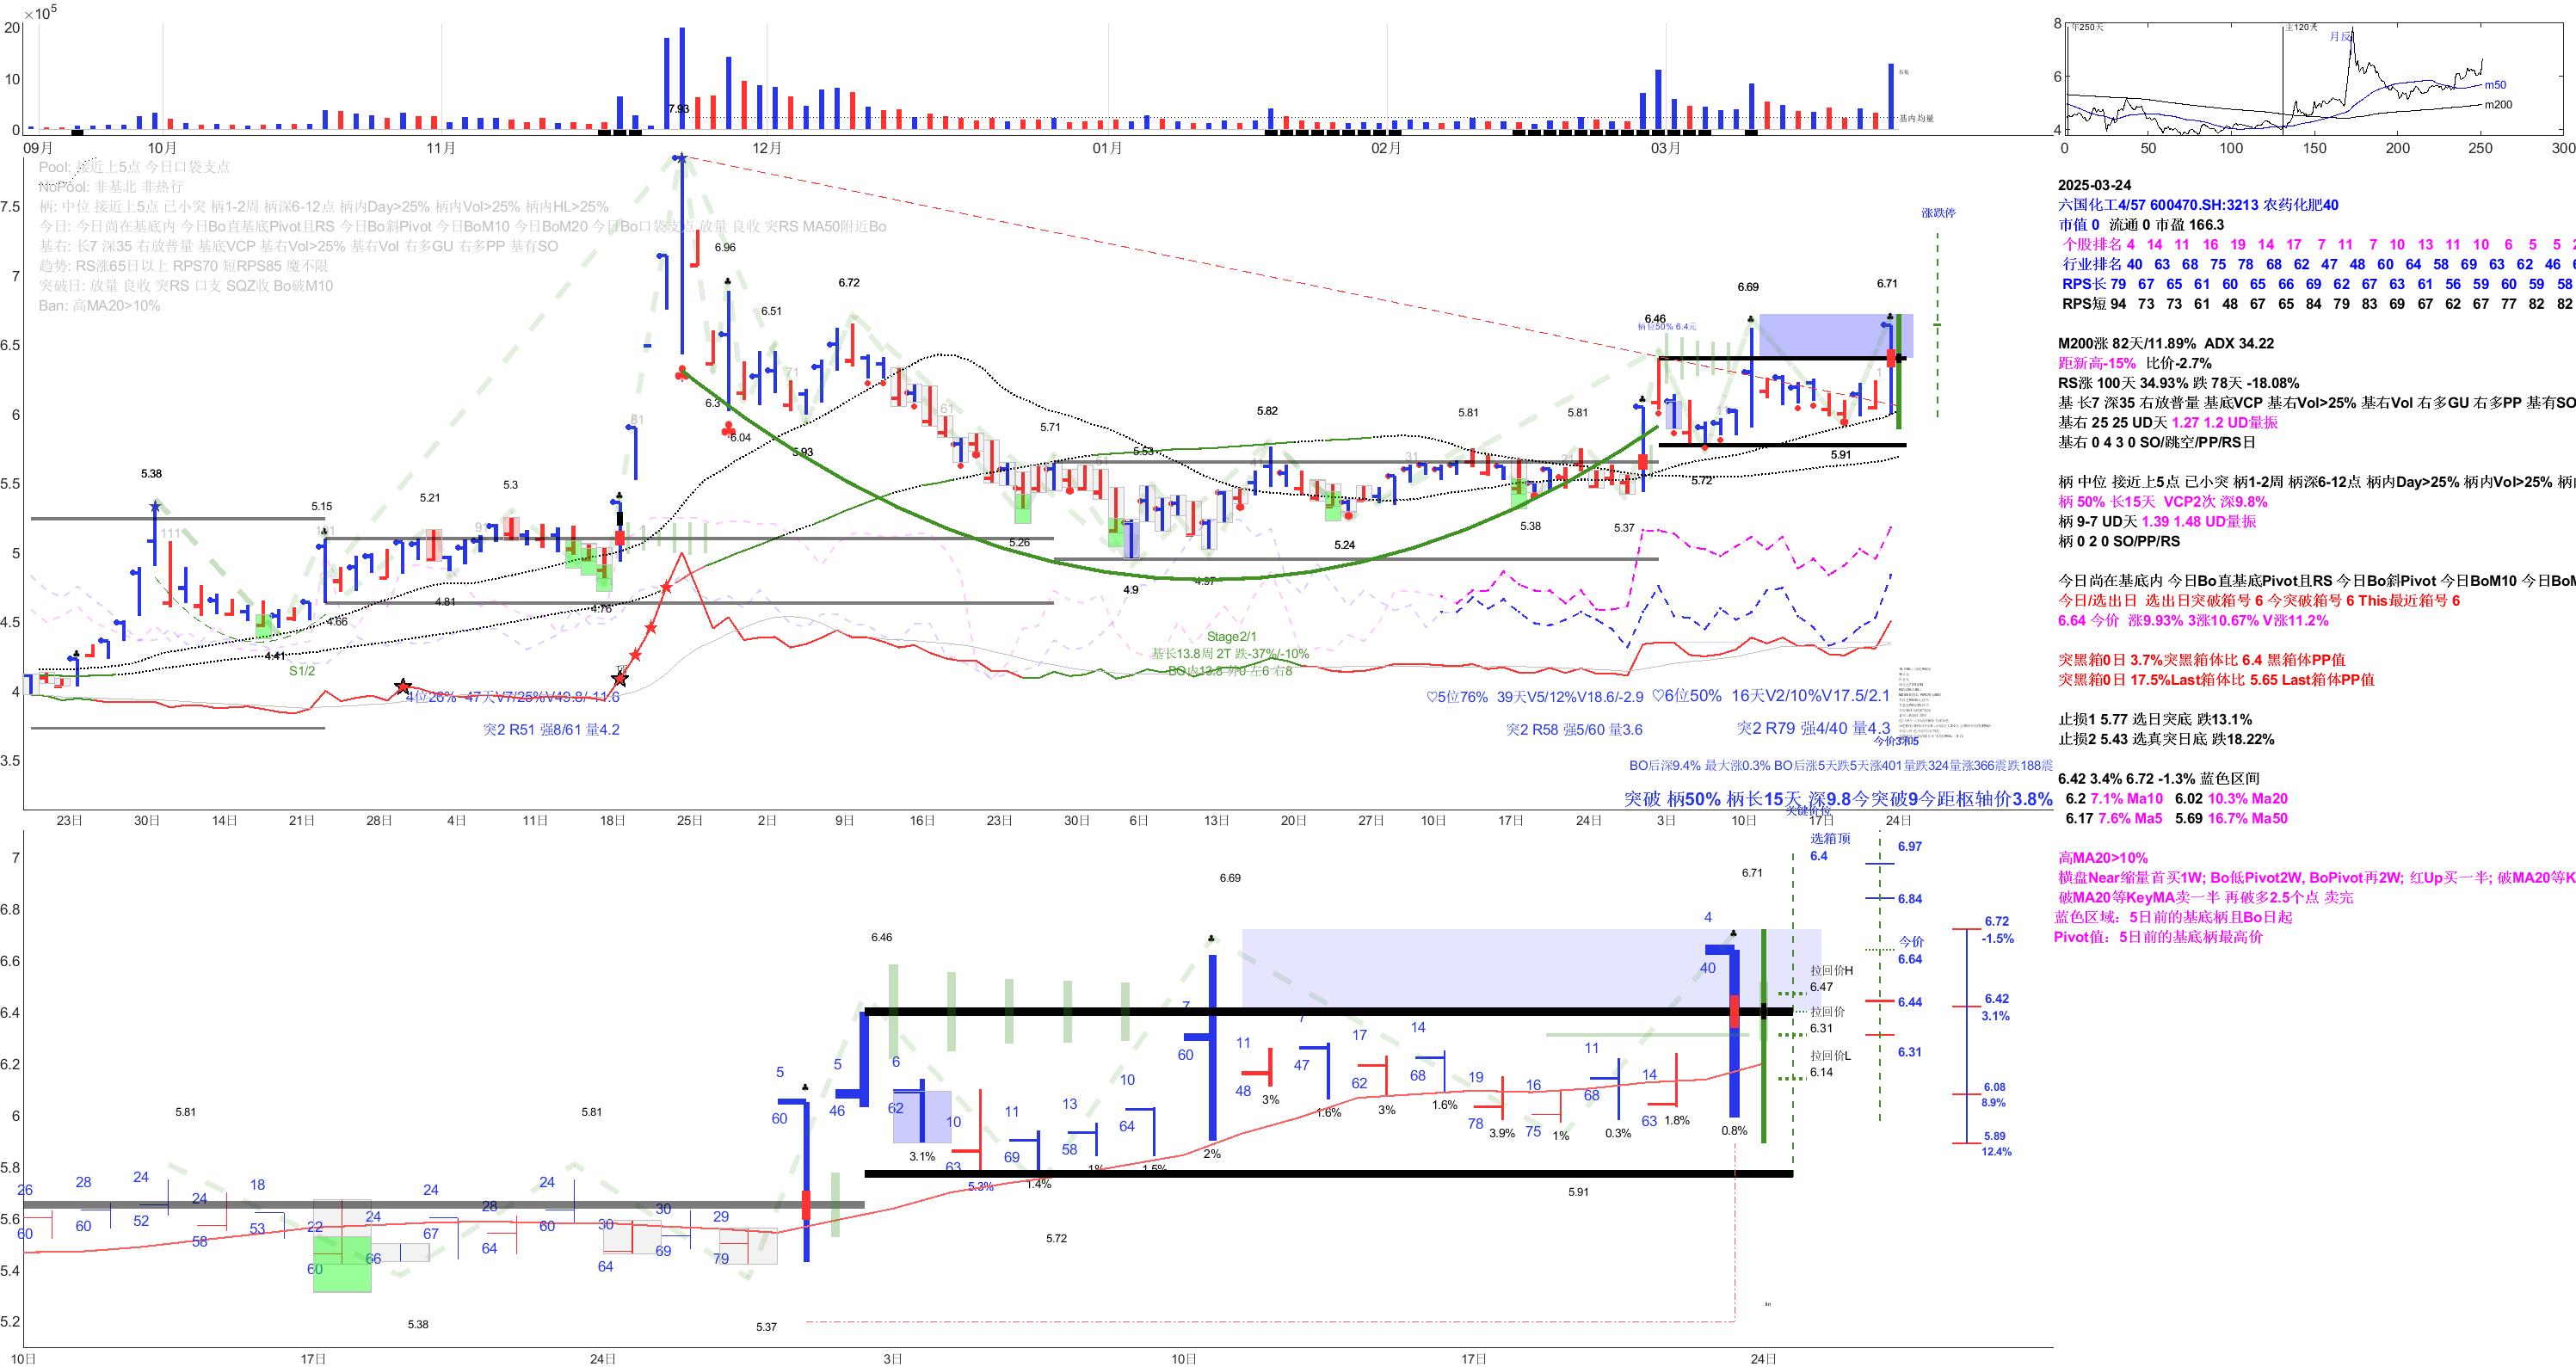 ×10⁵
20
10
0
7.93
基内均量
09月
10月
11月
12月
01月
02月
03月
Pool: 接近上5点 今日口袋支点
NoPool: 非基北 非热行
柄: 中位 接近上5点 己小突 柄1-2周 柄深6-12点 柄内Day>25% 柄内Vol>25% 柄内HL>25%
今日: 今日尚在基底内 今日Bo直基底Pivot且RS 今日Bo斜Pivot 今日BoM10 今日BoM20 今日Bo口袋支点 放量 良收 突RS MA50附近Bo
基右: 长7 深35 右放普量 基底VCP 基右Vol>25% 基右Vol 右多GU 右多PP 基有SO
趋势: RS涨65日以上 RPS70 短RPS85 魔不限
突破日: 放量 良收 突RS 口支 SQZ收 Bo破M10
Ban: 高MA20>10%
7.5
7
6.5
6
5.5
5
4.5
4
3.5
5.38
5.15
5.21
5.3
6.96
6.51
6.72
6.3
6.04
5.93
5.71
5.53
5.82
5.81
5.81
6.46
柄位50% 6.4元
6.69
6.71
涨跌停
5.26
5.24
5.38
5.37
5.72
5.91
4.9
4.97
4.41
4.66
4.81
4.76
111
81
71
61
31
S1/2
Stage2/1
基长13.8周 2T 跌-37%/-10%
4位26% 47天V7/25%V49.8/-11.6
突2 R51 强8/61 量4.2
♡5位76% 39天V5/12%V18.6/-2.9
突2 R58 强5/60 量3.6
♡6位50% 16天V2/10%V17.5/2.1
突2 R79 强4/40 量4.3
BO后深9.4% 最大涨0.3% BO后涨5天跌5天涨401量跌324量涨366震跌188震
突破 柄50% 柄长15天 深9.8今突破9今距枢轴价3.8%
23日
30日
14日
21日
28日
4日
11日
18日
25日
2日
9日
16日
23日
30日
6日
13日
20日
27日
10日
17日
24日
3日
10日
17日
24日
8
6
4
年250天
主120天
月反
m50
m200
0
50
100
150
200
250
300
2025-03-24
六国化工4/57 600470.SH:3213 农药化肥40
市值 0 流通 0 市盈 166.3
个股排名 4 14 11 16 19 14 17 7 11 7 10 13 11 10 6 5 5
行业排名 40 63 68 75 78 68 62 47 48 60 64 58 69 63 62 46
RPS长 79 67 65 61 60 65 66 69 62 67 63 61 56 59 60 59 58
RPS短 94 73 73 61 48 67 65 84 79 83 69 67 62 67 77 82 82
M200涨 82天/11.89% ADX 34.22
距新高-15% 比价-2.7%
RS涨 100天 34.93% 跌 78天 -18.08%
基 长7 深35 右放普量 基底VCP 基右Vol>25% 基右Vol 右多GU 右多PP 基有SO
基右 25 25 UD天 1.27 1.2 UD量振
基右 0 4 3 0 SO/跳空/PP/RS日
柄 中位 接近上5点 己小突 柄1-2周 柄深6-12点 柄内Day>25% 柄内Vol>25%
柄 50% 长15天 VCP2次 深9.8%
柄 9-7 UD天 1.39 1.48 UD量振
柄 0 2 0 SO/PP/RS
今日尚在基底内 今日Bo直基底Pivot且RS 今日Bo斜Pivot 今日BoM10
今日/选出日 选出日突破箱号 6 今突破箱号 6 This最近箱号 6
6.64 今价 涨9.93% 3涨10.67% V涨11.2%
突黑箱0日 3.7%突黑箱体比 6.4 黑箱体PP值
突黑箱0日 17.5%Last箱体比 5.65 Last箱体PP值
止损1 5.77 选日突底 跌13.1%
止损2 5.43 选真突日底 跌18.22%
6.42 3.4% 6.72 -1.3% 蓝色区间
6.2 7.1% Ma10 6.02 10.3% Ma20
6.17 7.6% Ma5 5.69 16.7% Ma50
高MA20>10%
横盘Near缩量首买1W; Bo低Pivot2W, BoPivot再2W; 红Up买一半; 破MA20等K
破MA20等KeyMA卖一半 再破多2.5个点 卖完
蓝色区域：5日前的基底柄且Bo日起
Pivot值：5日前的基底柄最高价
7
6.8
6.6
6.4
6.2
6
5.8
5.6
5.4
5.2
5.81
5.81
6.46
6.69
6.71
5.38
5.37
5.72
5.91
26
28
24
24
18
22
24
24
28
24
30
30
29
5
5
6
10
11
13
10
7
11
17
14
19
16
11
14
4
60
60
52
58
53
60
66
67
64
60
64
69
79
60
46
62
63
69
58
64
60
48
47
62
68
78
75
68
63
40
3.1%
5.3%
1.4%
1%
1.5%
2%
3%
1.6%
3%
1.6%
3.9%
1%
0.3%
1.8%
0.8%
关键价位
选箱顶
6.4
拉回价H
6.47
拉回价
6.31
拉回价L
6.14
6.97
6.84
今价
6.64
6.44
6.31
6.72
-1.5%
6.42
3.1%
6.08
8.9%
5.89
12.4%
10日
17日
24日
3日
10日
17日
24日